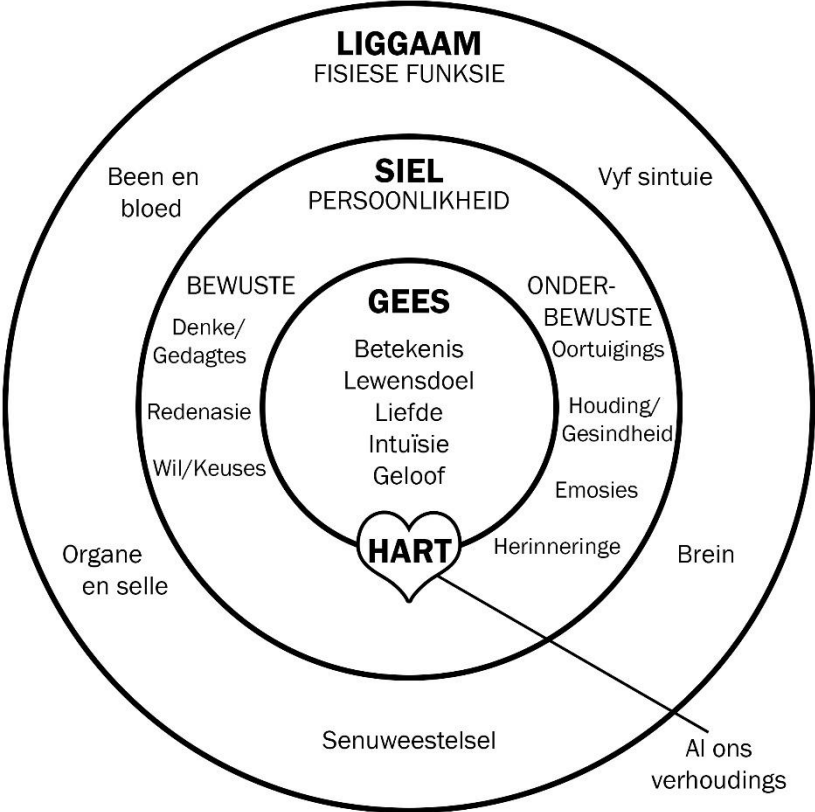 LIGGAAM
FISIESE FUNKSIE
Been en
bloed
Vyf sintuie
SIEL
PERSOONLIKHEID
BEWUSTE
Denke/
Gedagtes
Redenasie
Wil/Keuses
GEES
Betekenis
Lewensdoel
Liefde
Intuïsie
Geloof
ONDER-
BEWUSTE
Oortuigings
Houding/
Gesindheid
Emosies
Herinneringe
HART
Organe
en selle
Brein
Senuweestelsel
Al ons
verhoudings